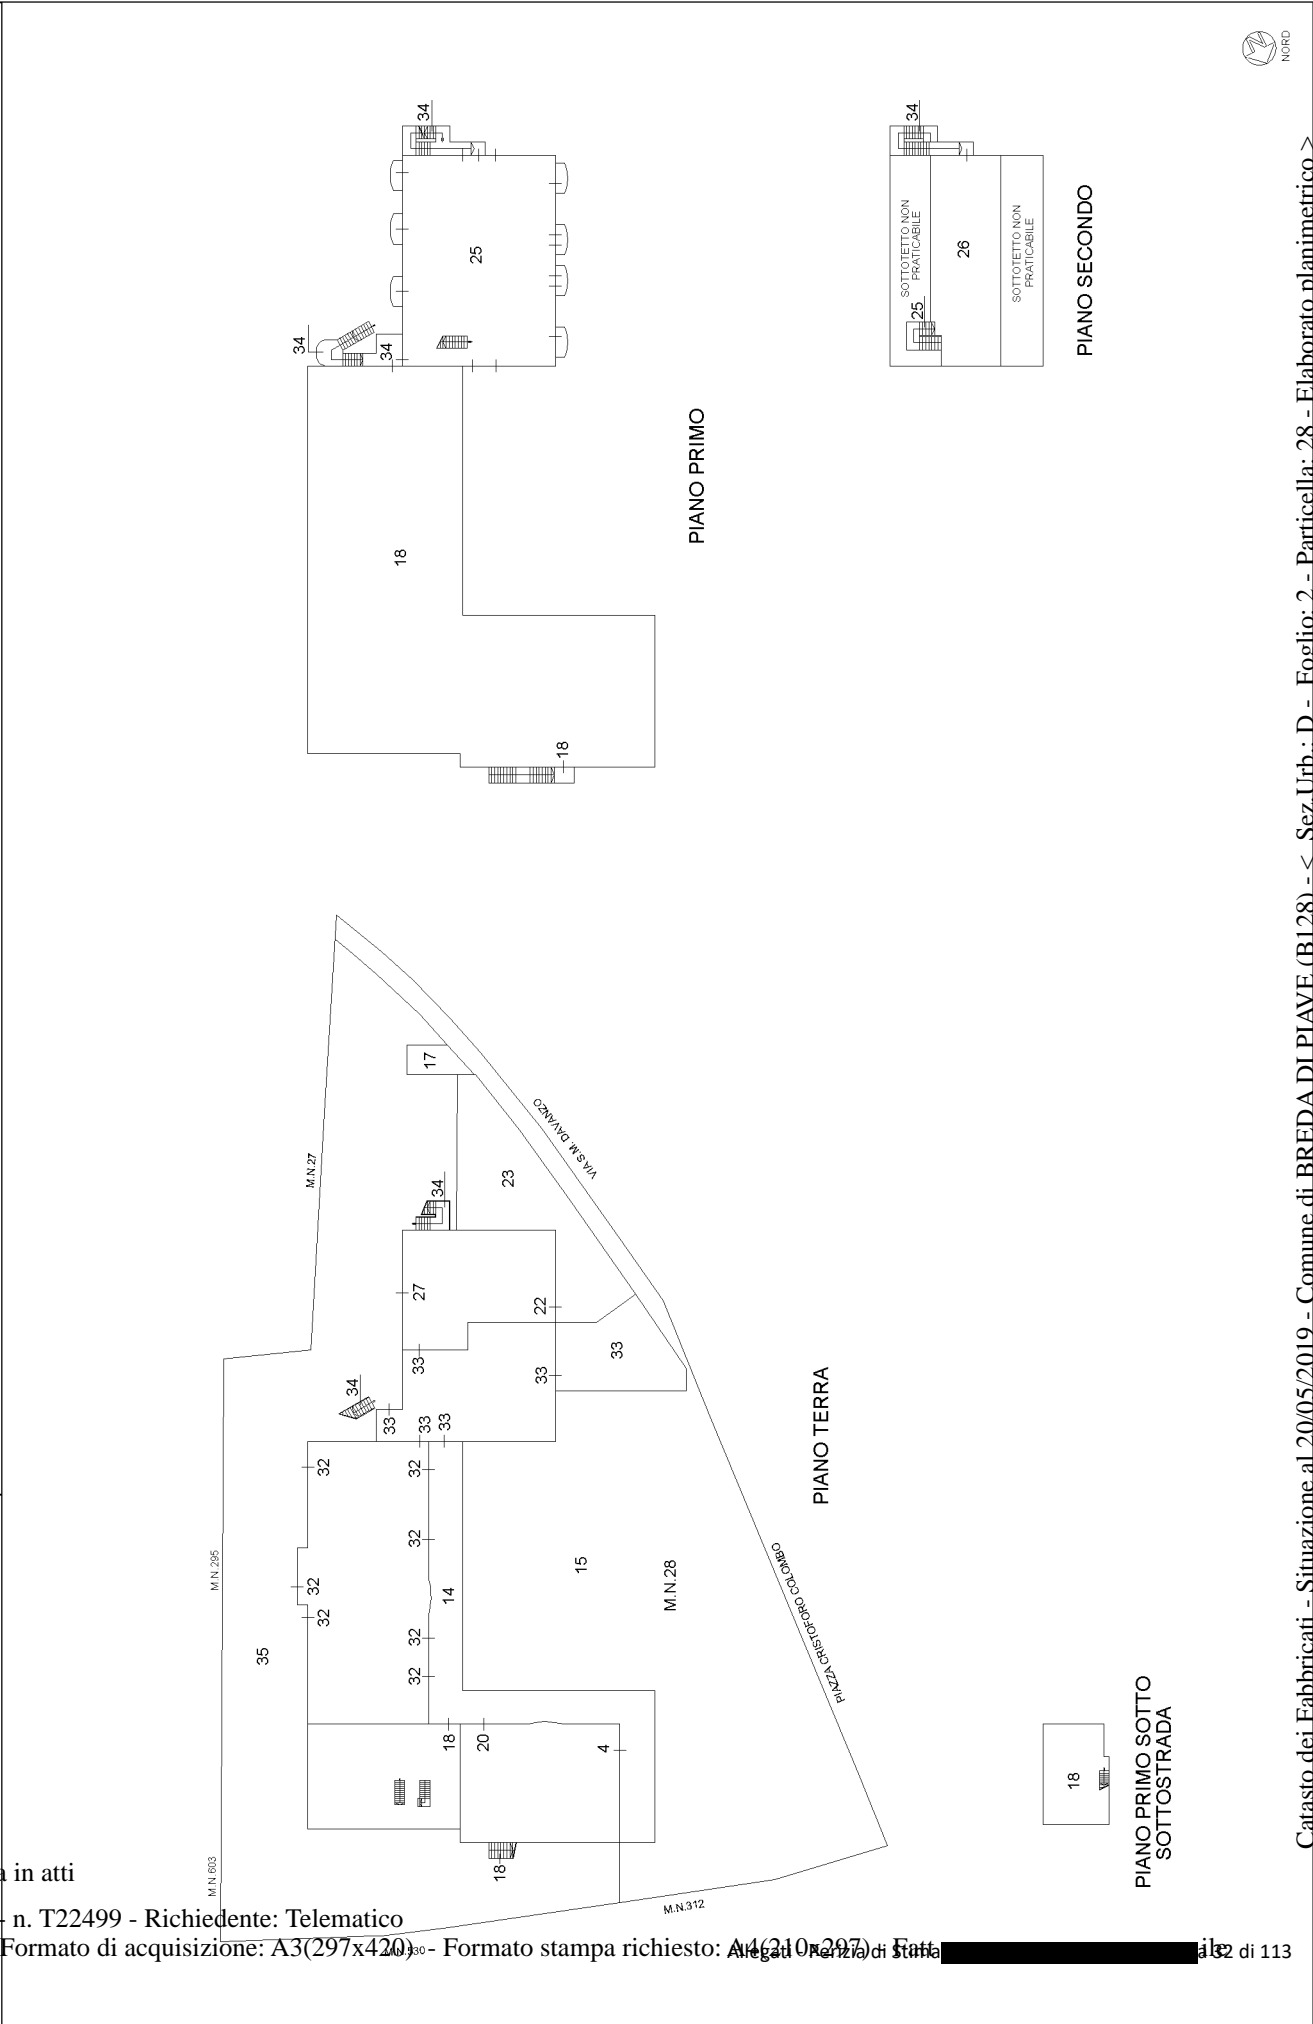 NORD
34
25
34
34
18
18
PIANO PRIMO
34
SOTTOTETTO NON
PRATICABILE
25
26
SOTTOTETTO NON
PRATICABILE
PIANO SECONDO
M.N.27
17
VIA S.M. DAVANZO
23
34
27
22
33
33
33
34
33
33
33
32
32
32
32
32
32
32
M.N.295
35
14
15
M.N.28
PIAZZA CRISTOFORO COLOMBO
18
20
4
18
M.N.603
M.N.312
M.N.530
PIANO TERRA
18
PIANO PRIMO SOTTO
SOTTOSTRADA
Catasto dei Fabbricati - Situazione al 20/05/2019 - Comune di BREDA DI PIAVE (B128) - < Sez.Urb.: D - Foglio: 2 - Particella: 28 - Elaborato planimetrico >
in atti
- n. T22499 - Richiedente: Telematico
Formato di acquisizione: A3(297x420) - Formato stampa richiesto: A4(210x297) - Fatt
Allegati - Perizia di Stima
32 di 113